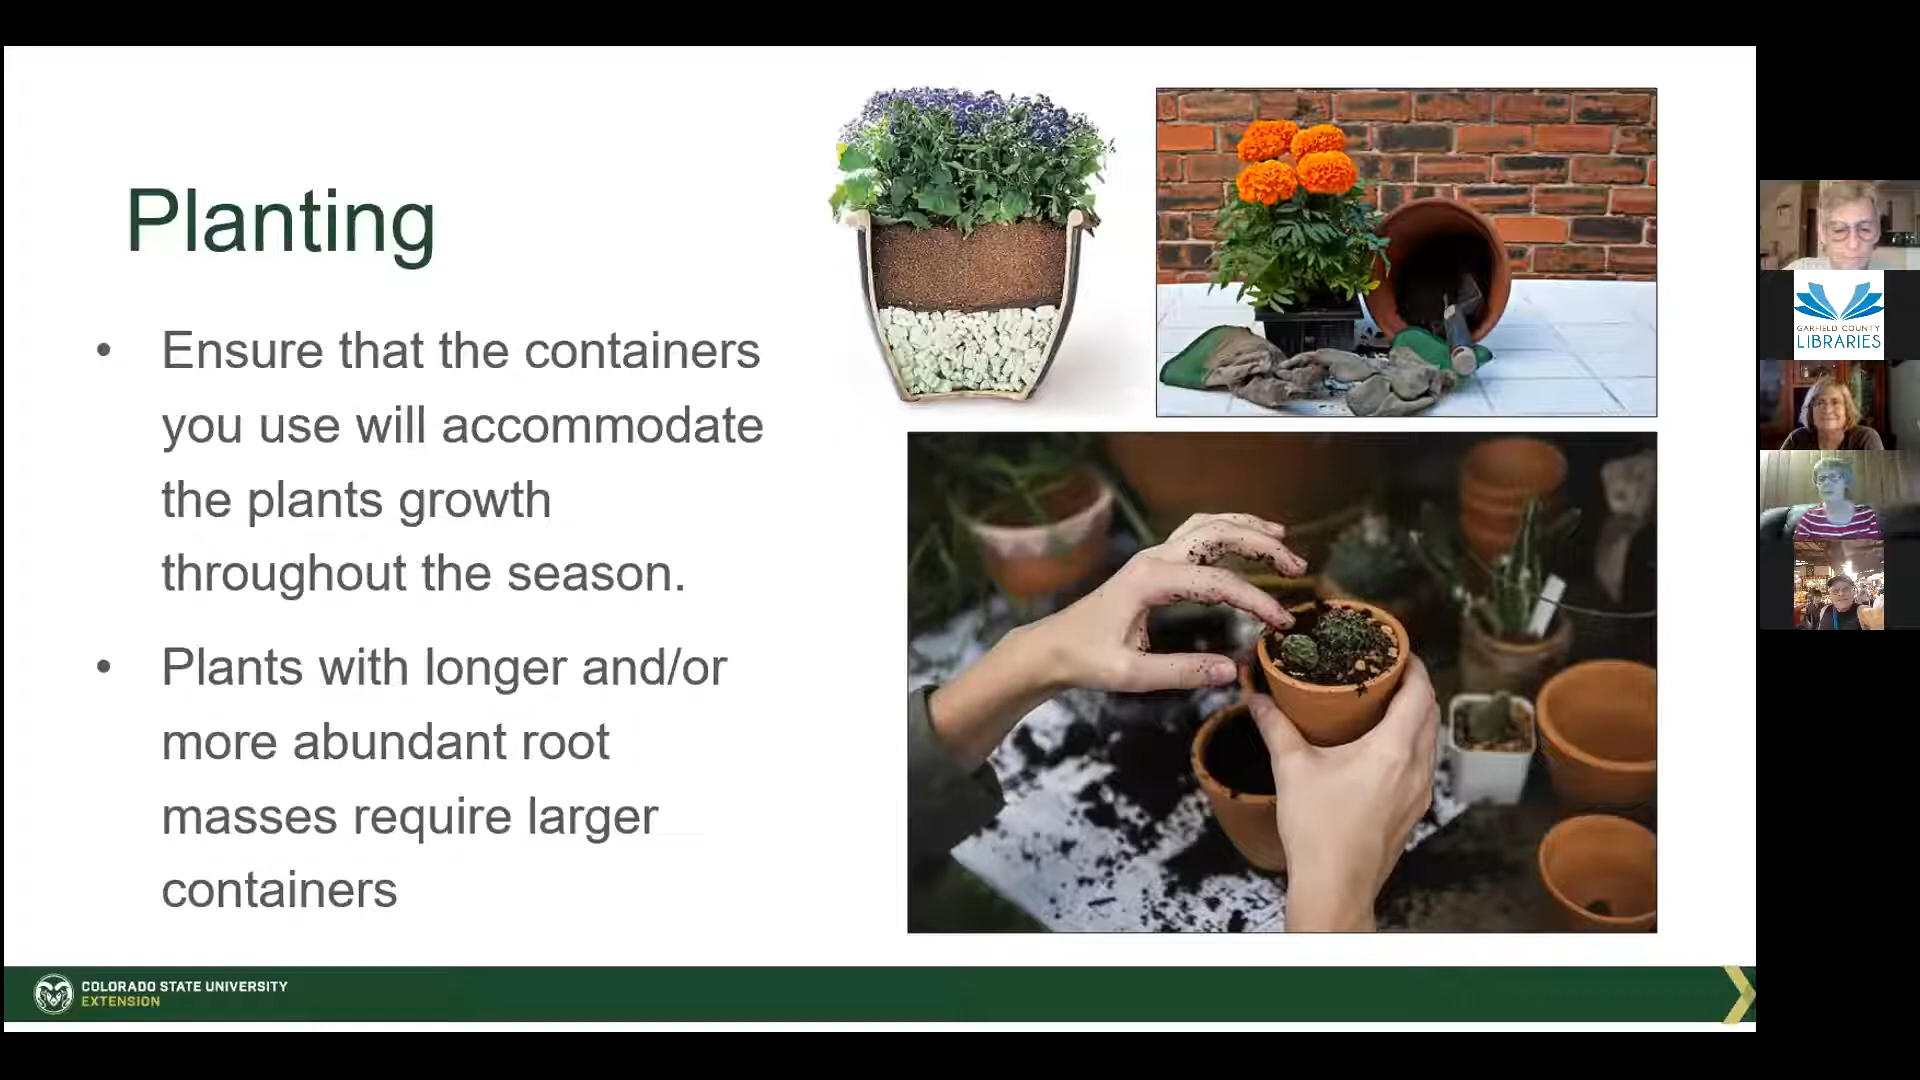 Planting
• Ensure that the containers
you use will accommodate
the plants growth
throughout the season.
• Plants with longer and/or
more abundant root
masses require larger
containers
COLORADO STATE UNIVERSITY
EXTENSION
GARFIELD COUNTY
LIBRARIES